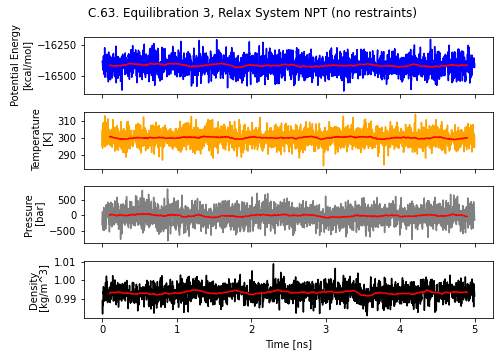 C.63. Equilibration 3, Relax System NPT (no restraints)
Potential Energy
[kcal/mol]
−16250
−16500
Temperature
[K]
310
300
290
Pressure
[bar]
500
0
−500
Density
[kg/m^3]
1.01
1.00
0.99
0
1
2
3
4
5
Time [ns]